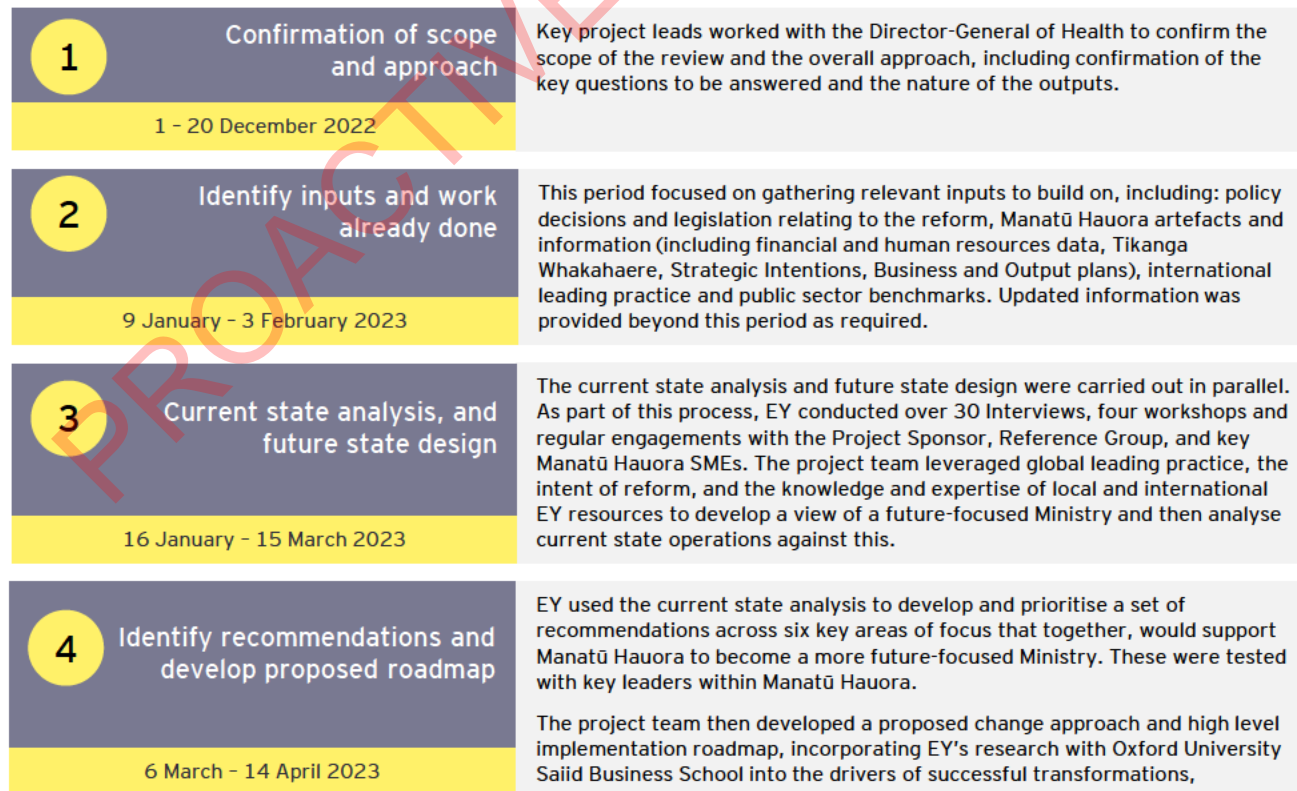 1
Confirmation of scope
and approach
1 – 20 December 2022
Key project leads worked with the Director-General of Health to confirm the
scope of the review and the overall approach, including confirmation of the
key questions to be answered and the nature of the outputs.
2
Identify inputs and work
already done
9 January – 3 February 2023
This period focused on gathering relevant inputs to build on, including: policy
decisions and legislation relating to the reform, Manatū Hauora artefacts and
information (including financial and human resources data, Tikanga
Whakahaere, Strategic Intentions, Business and Output plans), international
leading practice and public sector benchmarks. Updated information was
provided beyond this period as required.
3
Current state analysis, and
future state design
16 January – 15 March 2023
The current state analysis and future state design were carried out in parallel.
As part of this process, EY conducted over 30 Interviews, four workshops and
regular engagements with the Project Sponsor, Reference Group, and key
Manatū Hauora SMEs. The project team leveraged global leading practice, the
intent of reform, and the knowledge and expertise of local and international
EY resources to develop a view of a future-focused Ministry and then analyse
current state operations against this.
4
Identify recommendations and
develop proposed roadmap
6 March – 14 April 2023
EY used the current state analysis to develop and prioritise a set of
recommendations across six key areas of focus that together, would support
Manatū Hauora to become a more future-focused Ministry. These were tested
with key leaders within Manatū Hauora.
The project team then developed a proposed change approach and high level
implementation roadmap, incorporating EY's research with Oxford University
Saiid Business School into the drivers of successful transformations,
PROACTIVE